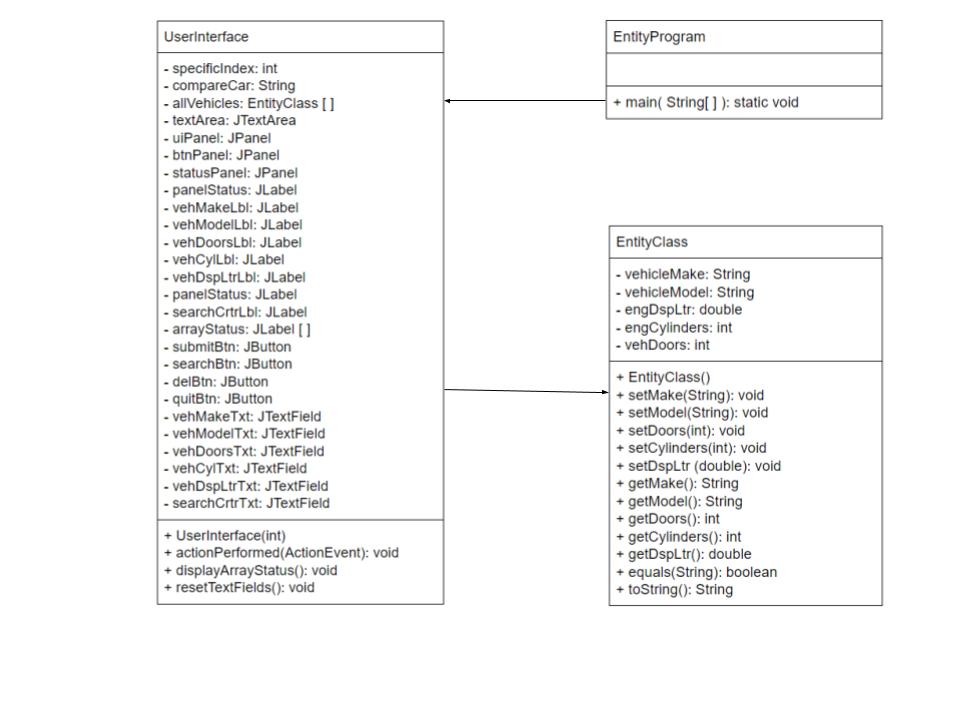 UserInterface
- specificIndex: int
- compareCar: String
- allVehicles: EntityClass [ ]
- textArea: JTextArea
- uiPanel: JPanel
- btnPanel: JPanel
- statusPanel: JPanel
- panelStatus: JLabel
- vehMakeLbl: JLabel
- vehModelLbl: JLabel
- vehDoorsLbl: JLabel
- vehCylLbl: JLabel
- vehDspLtrLbl: JLabel
- panelStatus: JLabel
- searchCrtrLbl: JLabel
- arrayStatus: JLabel [ ]
- submitBtn: JButton
- searchBtn: JButton
- delBtn: JButton
- quitBtn: JButton
- vehMakeTxt: JTextField
- vehModelTxt: JTextField
- vehDoorsTxt: JTextField
- vehCylTxt: JTextField
- vehDspLtrTxt: JTextField
- searchCrtrTxt: JTextField
+ UserInterface(int)
+ actionPerformed(ActionEvent): void
+ displayArrayStatus(): void
+ resetTextFields(): void
EntityProgram
+ main( String[ ] ): static void
EntityClass
- vehicleMake: String
- vehicleModel: String
- engDspLtr: double
- engCylinders: int
- vehDoors: int
+ EntityClass()
+ setMake(String): void
+ setModel(String): void
+ setDoors(int): void
+ setCylinders(int): void
+ setDspLtr (double): void
+ getMake(): String
+ getModel(): String
+ getDoors(): int
+ getCylinders(): int
+ getDspLtr(): double
+ equals(String): boolean
+ toString(): String